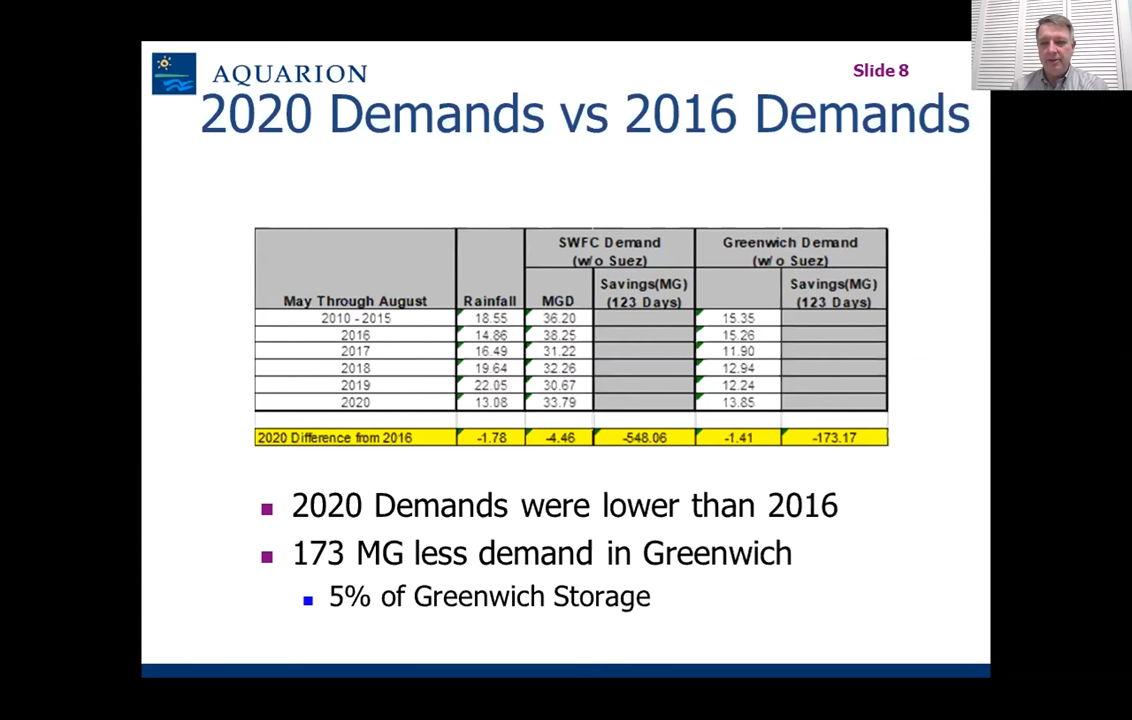 AQUARION
Slide 8
2020 Demands vs 2016 Demands
SWFC Demand Greenwich Demand
(w/o Suez) (w/o Suez)
Savings(MG) Savings(MG)
May Through August Rainfall MGD (123 Days) (123 Days)
2010 - 2015 18.55 36.20 15.35
2016 14.86 38.25 15.26
2017 16.49 31.22 11.90
2018 19.64 32.26 12.94
2019 22.05 30.67 12.24
2020 13.08 33.79 13.85
2020 Difference from 2016 -1.78 -4.46 -548.06 -1.41 -173.17
2020 Demands were lower than 2016
173 MG less demand in Greenwich
5% of Greenwich Storage